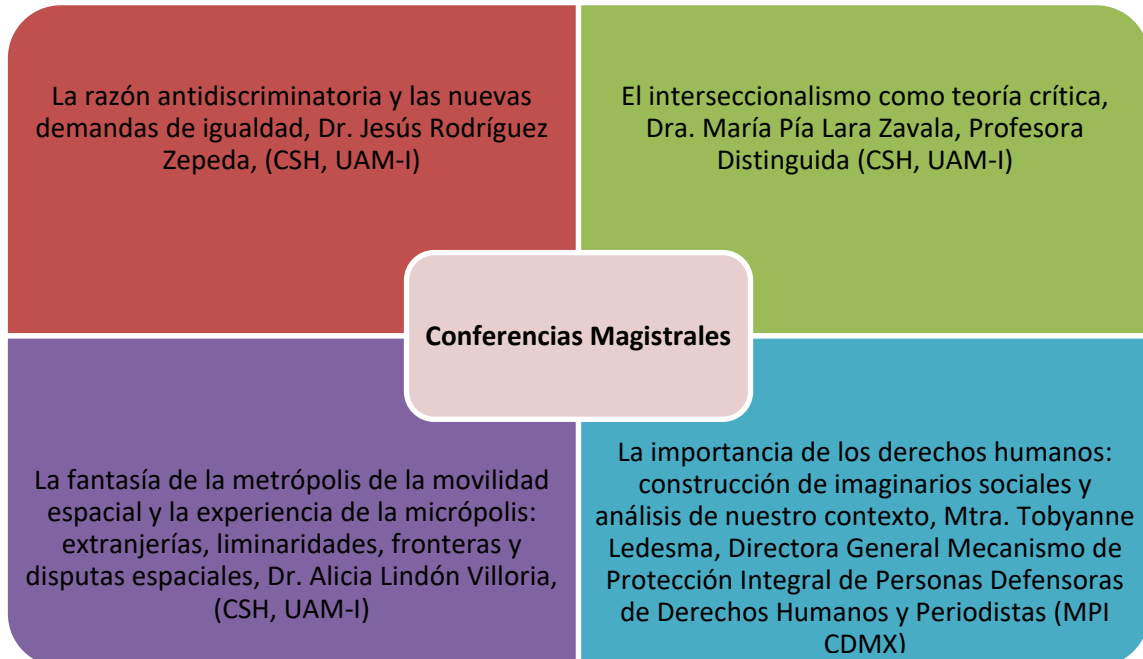 La razón antidiscriminatoria y las nuevas
demandas de igualdad, Dr. Jesús Rodríguez
Zepeda, (CSH, UAM-I)
El interseccionalismo como teoría crítica,
Dra. María Pía Lara Zavala, Profesora
Distinguida (CSH, UAM-I)
Conferencias Magistrales
La fantasía de la metrópolis de la movilidad
espacial y la experiencia de la micrópolis:
extranjerías, liminaridades, fronteras y
disputas espaciales, Dr. Alicia Lindón Villoria,
(CSH, UAM-I)
La importancia de los derechos humanos:
construcción de imaginarios sociales y
análisis de nuestro contexto, Mtra. Tobyanne
Ledesma, Directora General Mecanismo de
Protección Integral de Personas Defensoras
de Derechos Humanos y Periodistas (MPI
CDMX)